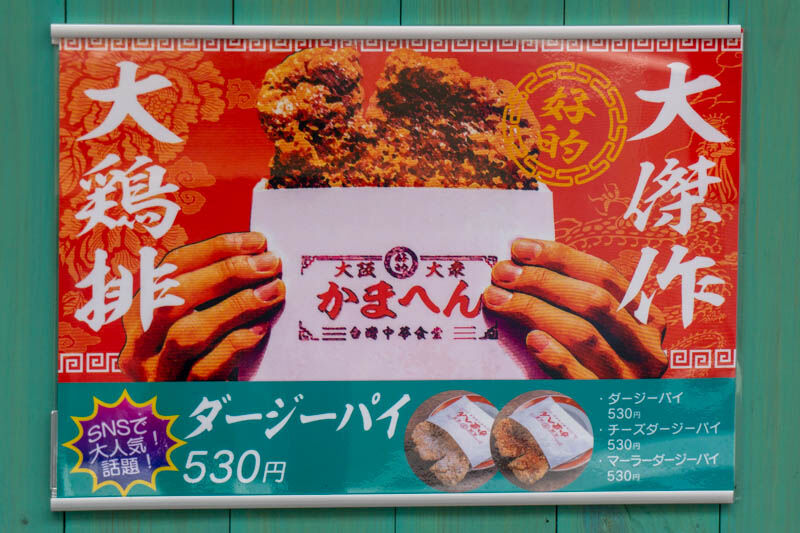 大鶏排
好的
大傑作
大阪 好的 大衆
かまへん
台湾中華食堂
SNSで
大人気！
話題！
ダージーパイ
530円
・ダージーパイ
530円
・チーズダージーパイ
530円
・マーラーダージーパイ
530円